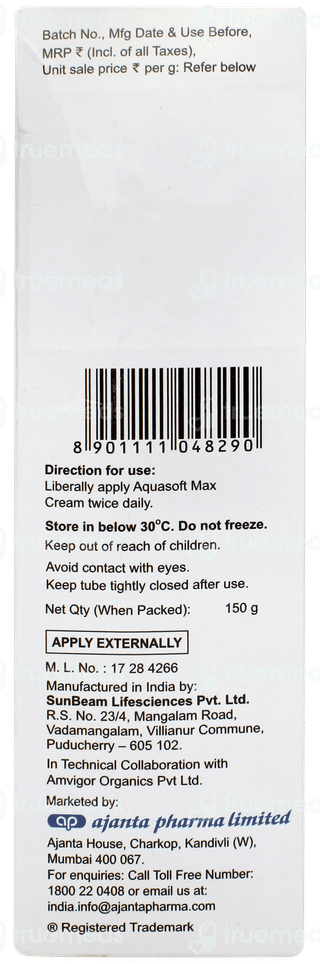 Batch No., Mfg Date & Use Before,
MRP ₹ (Incl. of all Taxes),
Unit sale price ₹ per g: Refer below
8 901111 048290
Direction for use:
Liberally apply Aquasoft Max
Cream twice daily.
Store in below 30°C. Do not freeze.
Keep out of reach of children.
Avoid contact with eyes.
Keep tube tightly closed after use.
Net Qty (When Packed): 150 g
APPLY EXTERNALLY
M. L. No. : 17 28 4266
Manufactured in India by:
SunBeam Lifesciences Pvt. Ltd.
R.S. No. 23/4, Mangalam Road,
Vadamangalam, Villianur Commune,
Puducherry – 605 102.
In Technical Collaboration with
Amvigor Organics Pvt Ltd.
Marketed by:
ap ajanta pharma limited
Ajanta House, Charkop, Kandivli (W),
Mumbai 400 067.
For enquiries: Call Toll Free Number:
1800 22 0408 or email us at:
india.info@ajantapharma.com
® Registered Trademark
truemeds